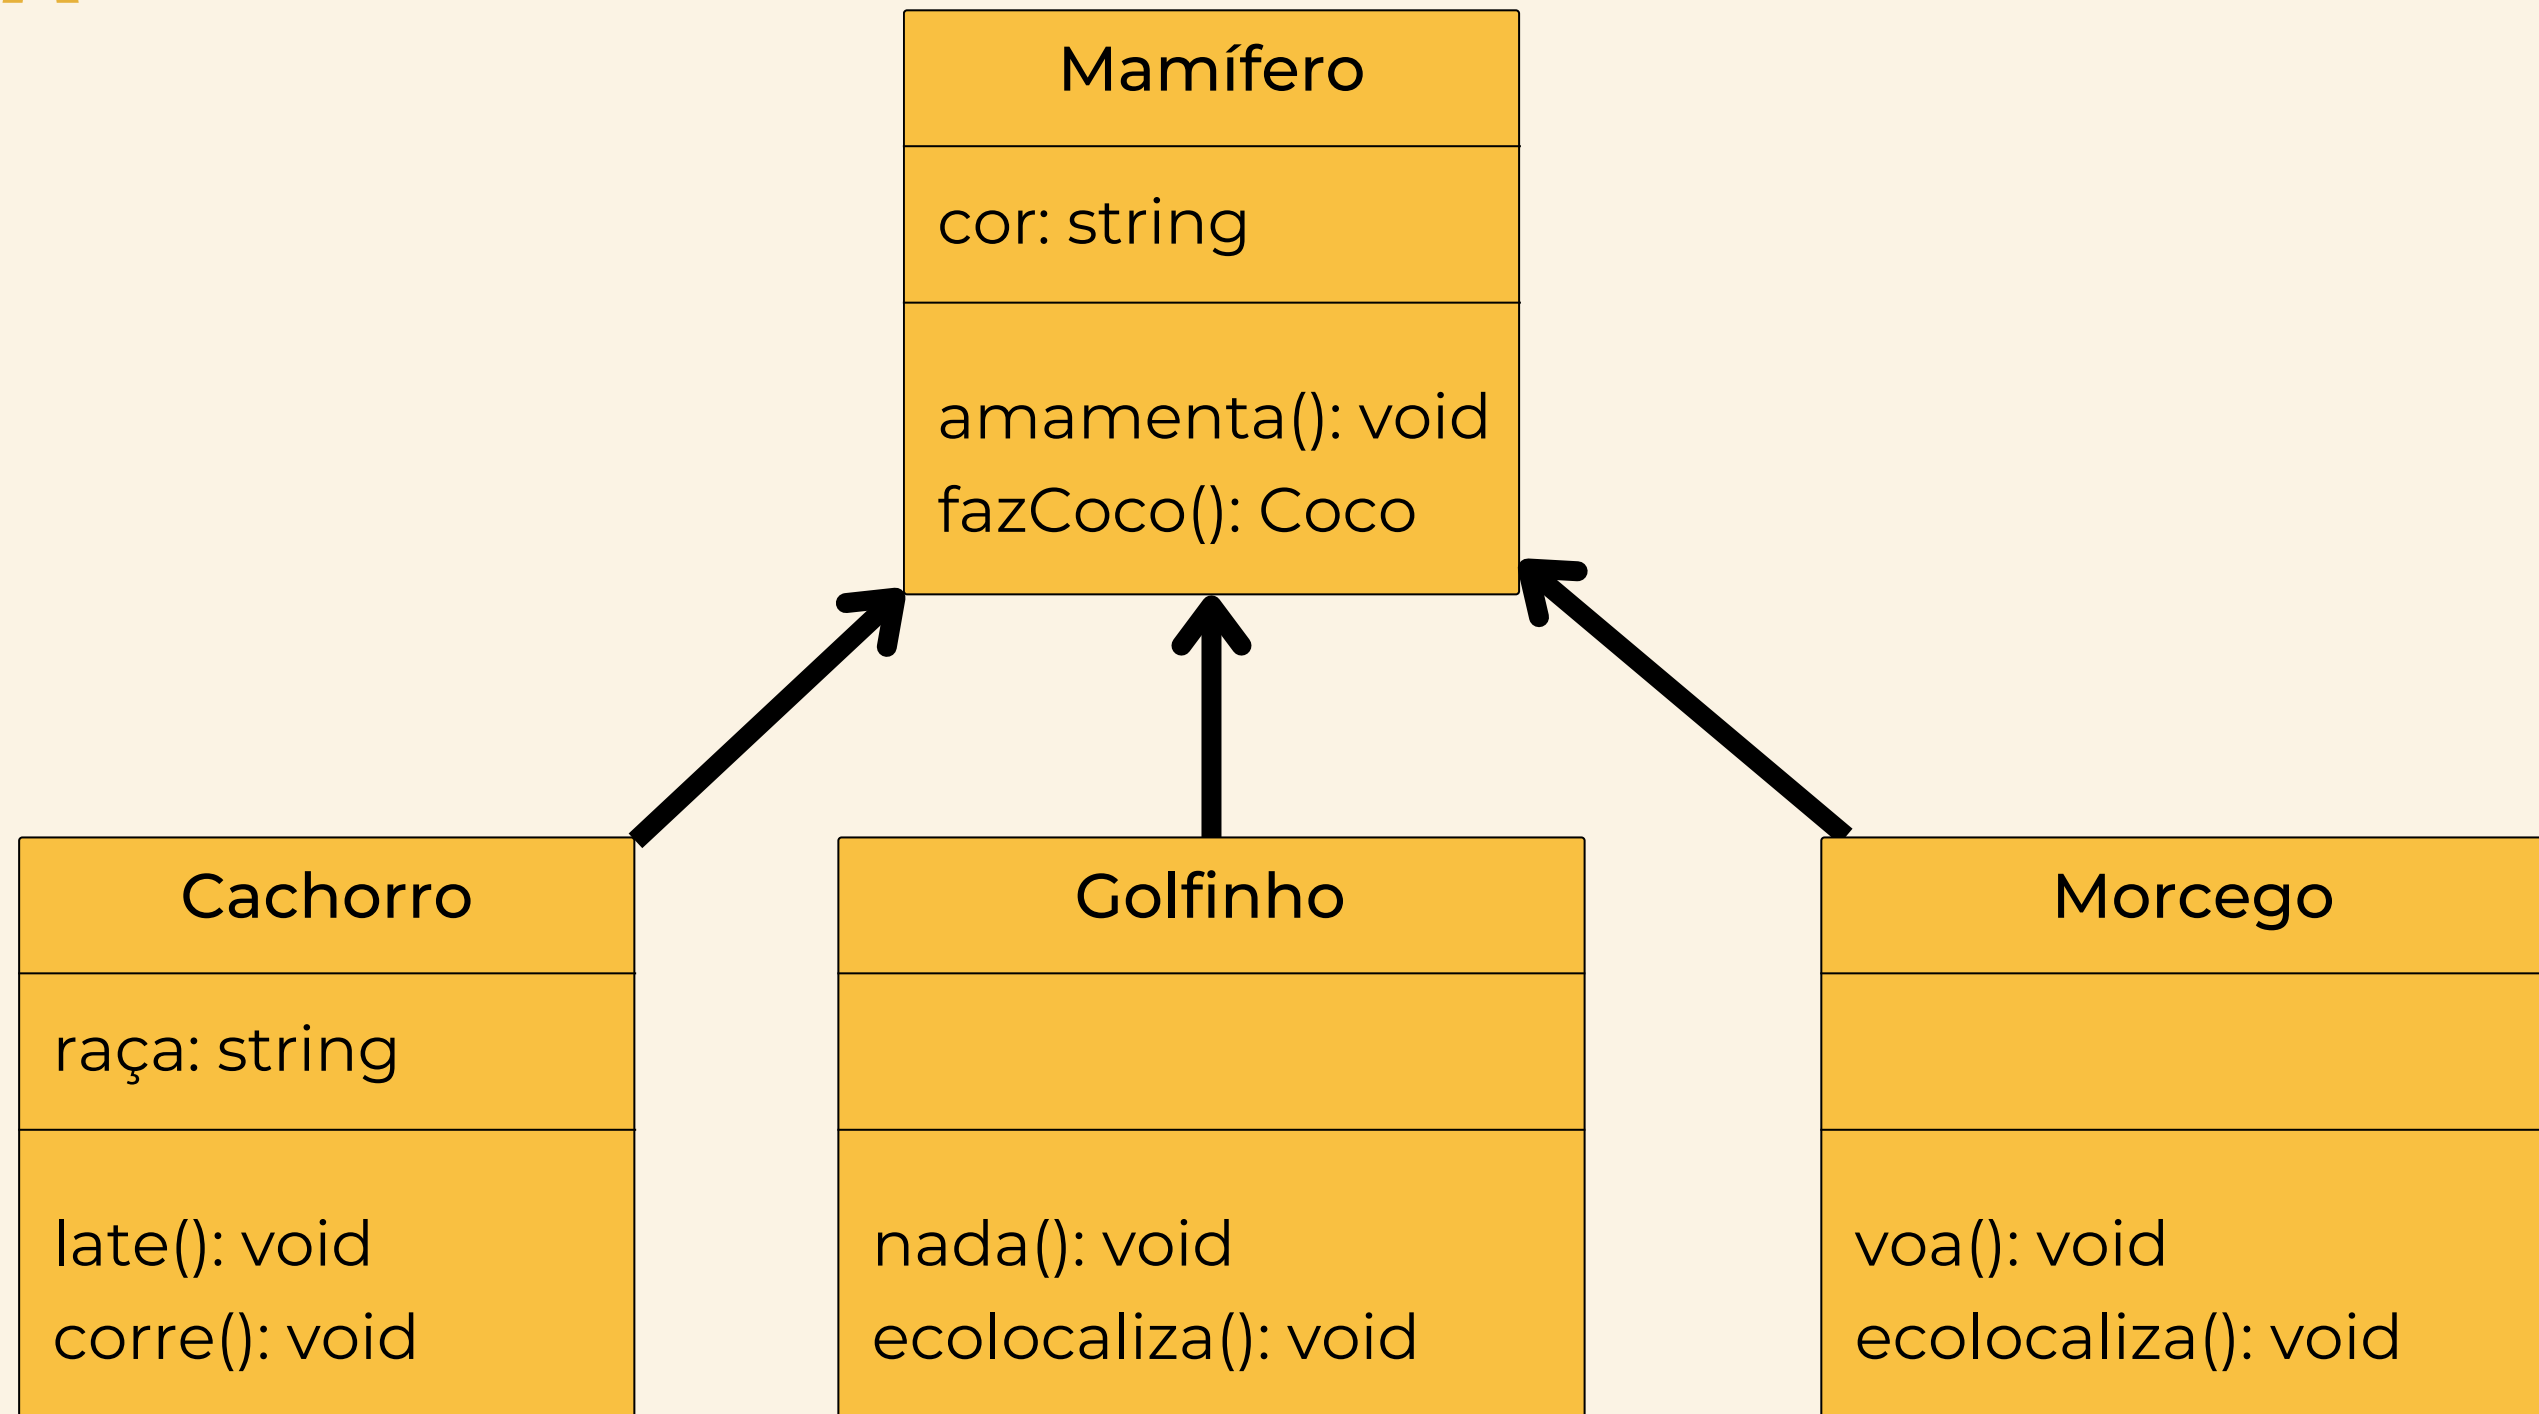 Mamífero
cor: string
amamenta(): void
fazCoco(): Coco
Cachorro
raça: string
late(): void
corre(): void
Golfinho
nada(): void
ecolocaliza(): void
Morcego
voa(): void
ecolocaliza(): void